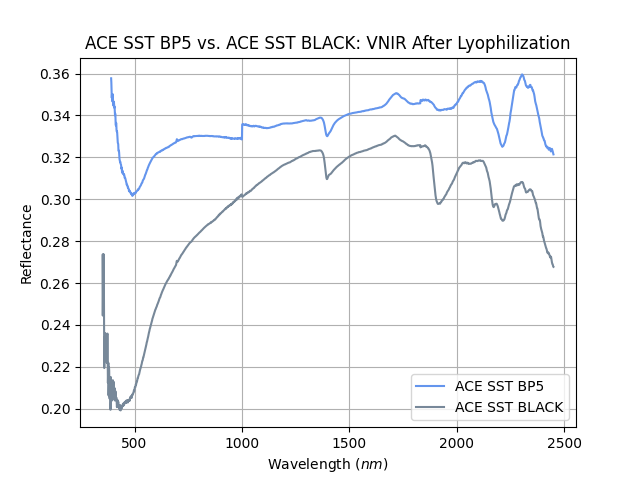 ACE SST BP5 vs. ACE SST BLACK: VNIR After Lyophilization
0.36
0.34
0.32
0.30
0.28
0.26
0.24
0.22
0.20
Reflectance
500
1000
1500
2000
2500
Wavelength (nm)
ACE SST BP5
ACE SST BLACK